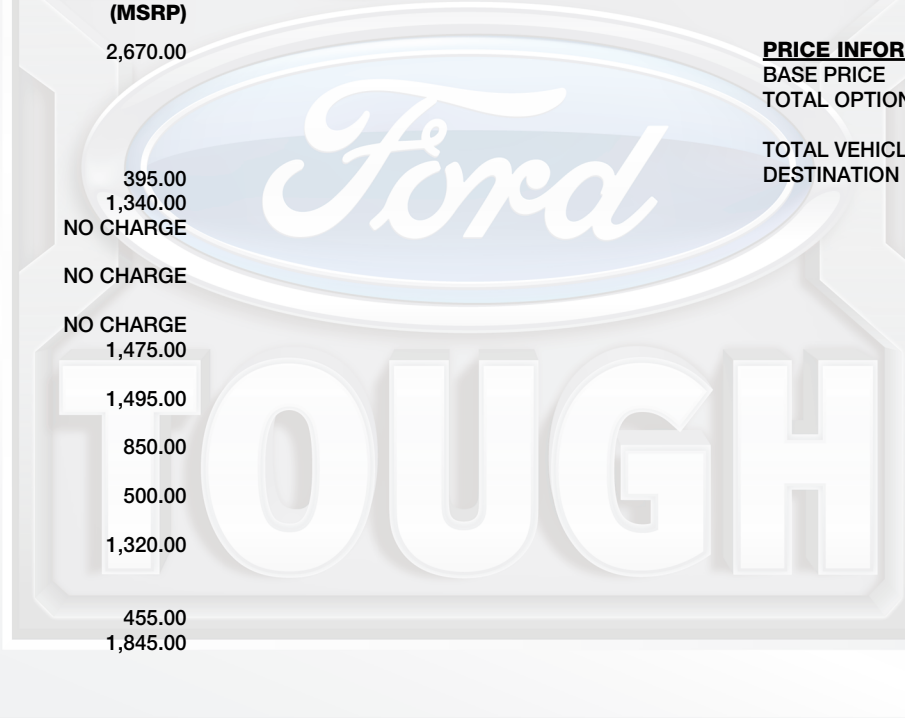 (MSRP)
2,670.00
395.00
1,340.00
NO CHARGE
NO CHARGE
NO CHARGE
1,475.00
1,495.00
850.00
500.00
1,320.00
455.00
1,845.00
PRICE INFOR
BASE PRICE
TOTAL OPTION
TOTAL VEHICL
DESTINATION
Ford
TOUGH